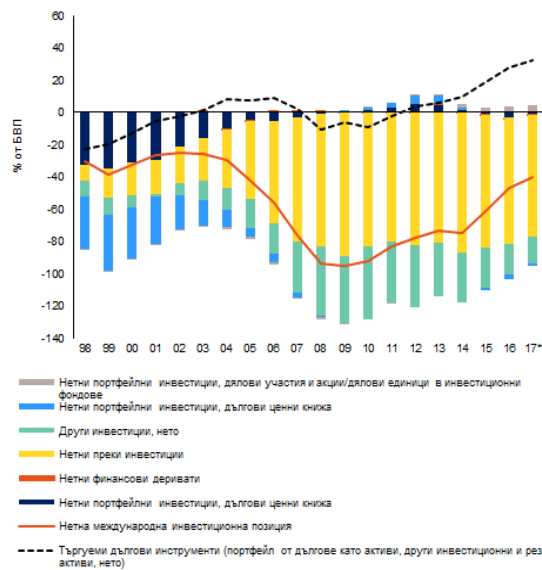 60
40
20
0
-20
-40
-60
-80
-100
-120
-140
% от БВП
98 99 00 01 02 03 04 05 06 07 08 09 10 11 12 13 14 15 16 17*
Нетни портфейлни инвестиции, дялови участия и акции/дялови единици в инвестиционни
фондове
Нетни портфейлни инвестиции, дългови ценни книжа
Други инвестиции, нето
Нетни преки инвестиции
Нетни финансови деривати
Нетни портфейлни инвестиции, дългови ценни книжа
Нетна международна инвестиционна позиция
Търгуеми дългови инструменти (портфейл от дългове като активи, други инвестиционни и рез
активи, нето)